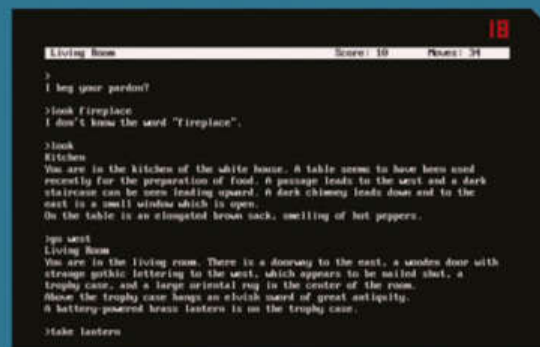 18
Living Room Score: 10 Moves: 34
>
I beg your pardon?
>look fireplace
I don't know the word "fireplace".
>look
Kitchen
You are in the kitchen of the white house. A table seems to have been used
recently for the preparation of food. A passage leads to the west and a dark
staircase can be seen leading upward. A dark chimney leads down and to the
east is a small window which is open.
On the table is an elongated brown sack, smelling of hot peppers.
>go west
Living Room
You are in the living room. There is a doorway to the east, a wooden door with
strange gothic lettering to the west, which appears to be nailed shut, a
trophy case, and a large oriental rug in the center of the room.
Above the trophy case hangs an elvish sword of great antiquity.
A battery-powered brass lantern is on the trophy case.
>take lantern